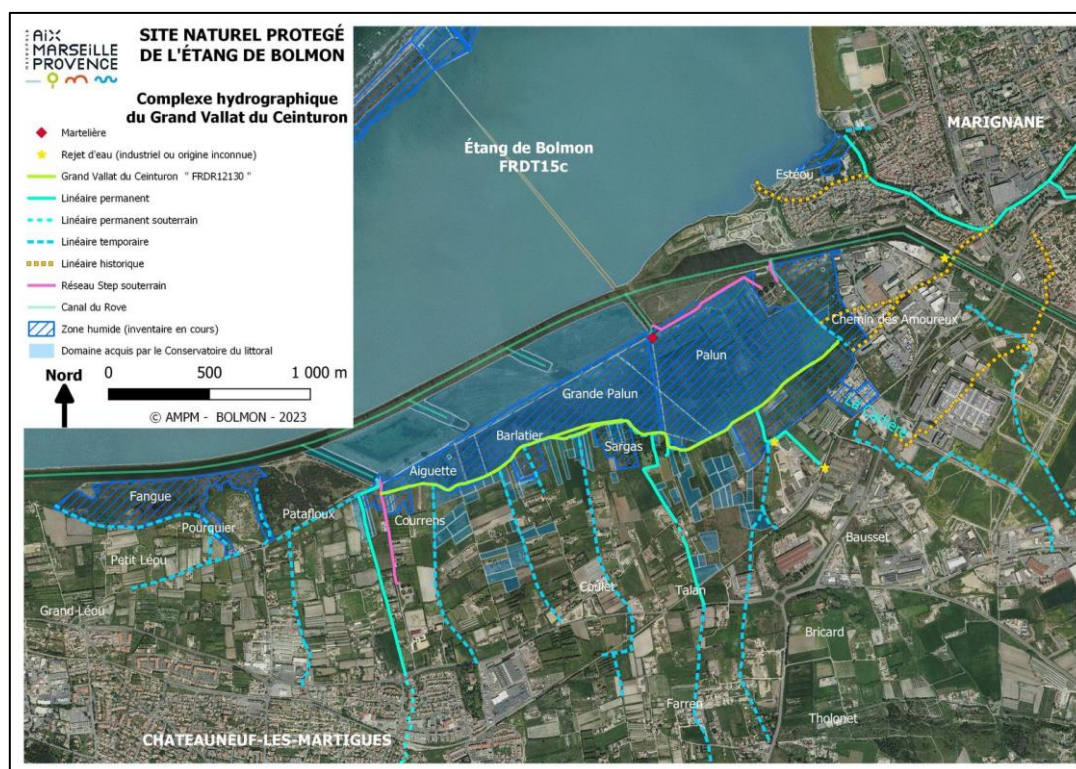 MÉTROPOLE
AIX
MARSEILLE
PROVENCE
SITE NATUREL PROTEGÉ
DE L'ÉTANG DE BOLMON
Complexe hydrographique
du Grand Vallat du Ceinturon
Martelière
Rejet d'eau (industriel ou origine inconnue)
Grand Vallat du Ceinturon " FRDR12130 "
Linéaire permanent
Linéaire permanent souterrain
Linéaire temporaire
Linéaire historique
Réseau Step souterrain
Canal du Rove
Zone humide (inventaire en cours)
Domaine acquis par le Conservatoire du littoral
Nord
0 500 1 000 m
© AMPM - BOLMON - 2023
Étang de Bolmon
FRDT15c
MARIGNANE
Estéou
Chemin des Amoureux
Palun
Grande Palun
Barlatier
Sargas
Aiguette
Fangue
Courrens
Patafloux
Pourquier
Petit Léou
Bausset
Grand Léou
Coulet
Talan
Bricard
Farren
Tholonet
CHATEAUNEUF-LES-MARTIGUES